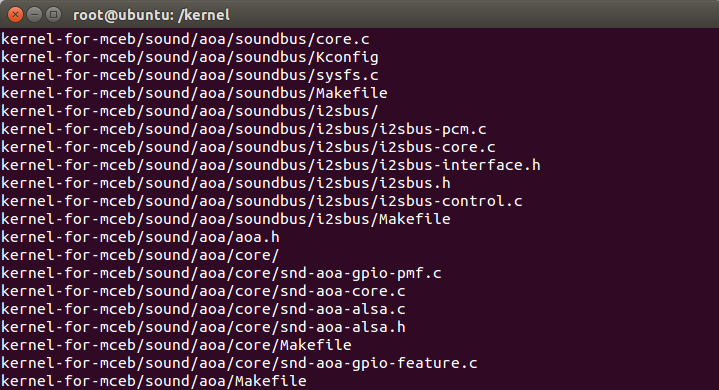 root@ubuntu: /kernel
kernel-for-mceb/sound/aoa/soundbus/core.c
kernel-for-mceb/sound/aoa/soundbus/Kconfig
kernel-for-mceb/sound/aoa/soundbus/sysfs.c
kernel-for-mceb/sound/aoa/soundbus/Makefile
kernel-for-mceb/sound/aoa/soundbus/i2sbus/
kernel-for-mceb/sound/aoa/soundbus/i2sbus/i2sbus-pcm.c
kernel-for-mceb/sound/aoa/soundbus/i2sbus/i2sbus-core.c
kernel-for-mceb/sound/aoa/soundbus/i2sbus/i2sbus-interface.h
kernel-for-mceb/sound/aoa/soundbus/i2sbus/i2sbus.h
kernel-for-mceb/sound/aoa/soundbus/i2sbus/i2sbus-control.c
kernel-for-mceb/sound/aoa/soundbus/i2sbus/Makefile
kernel-for-mceb/sound/aoa/aoa.h
kernel-for-mceb/sound/aoa/core/
kernel-for-mceb/sound/aoa/core/snd-aoa-gpio-pmf.c
kernel-for-mceb/sound/aoa/core/snd-aoa-core.c
kernel-for-mceb/sound/aoa/core/snd-aoa-alsa.c
kernel-for-mceb/sound/aoa/core/snd-aoa-alsa.h
kernel-for-mceb/sound/aoa/core/Makefile
kernel-for-mceb/sound/aoa/core/snd-aoa-gpio-feature.c
kernel-for-mceb/sound/aoa/Makefile